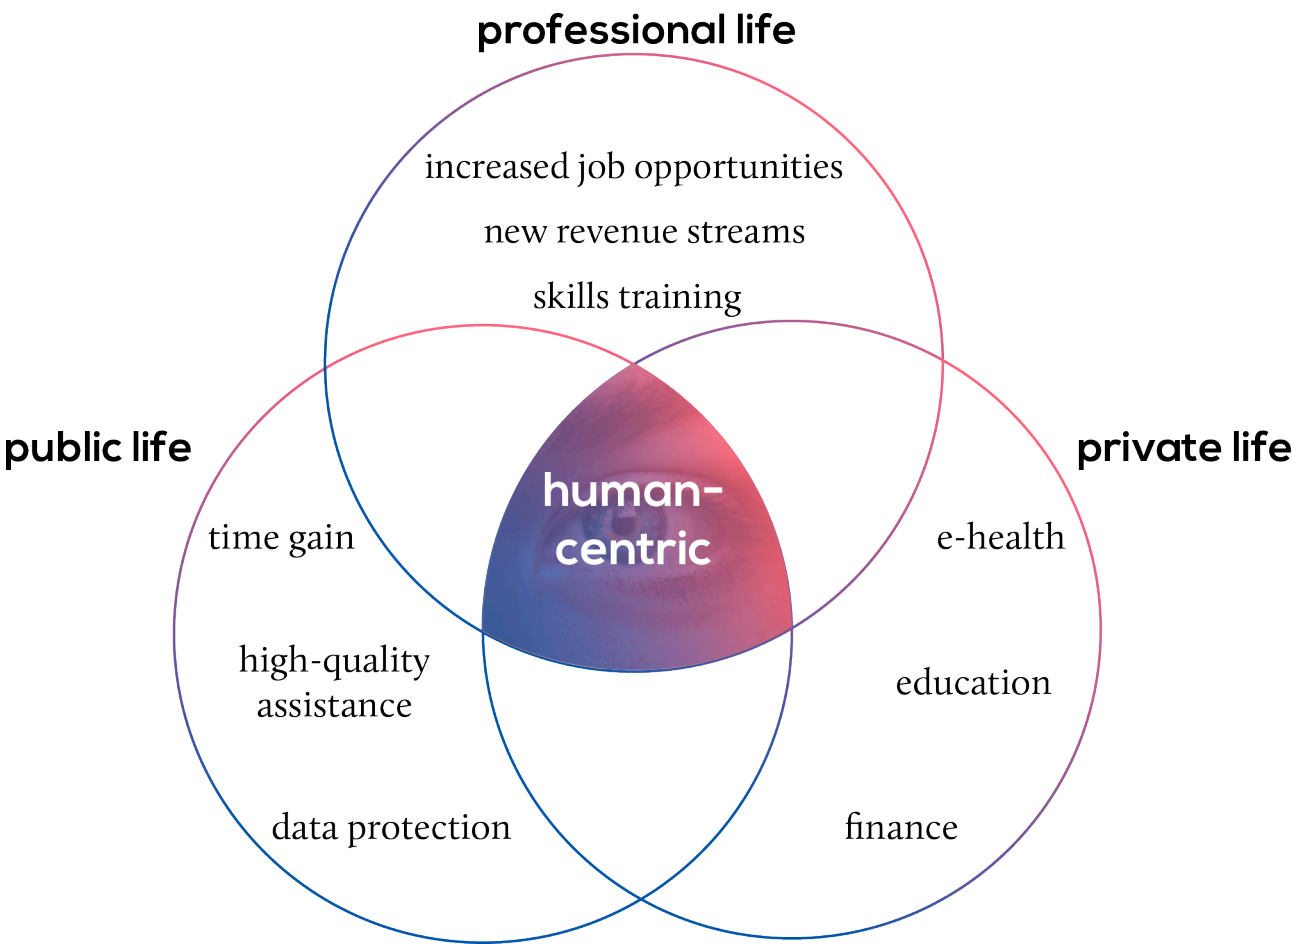 professional life
increased job opportunities
new revenue streams
skills training
public life
private life
human-
centric
time gain
e-health
high-quality
assistance
education
data protection
finance